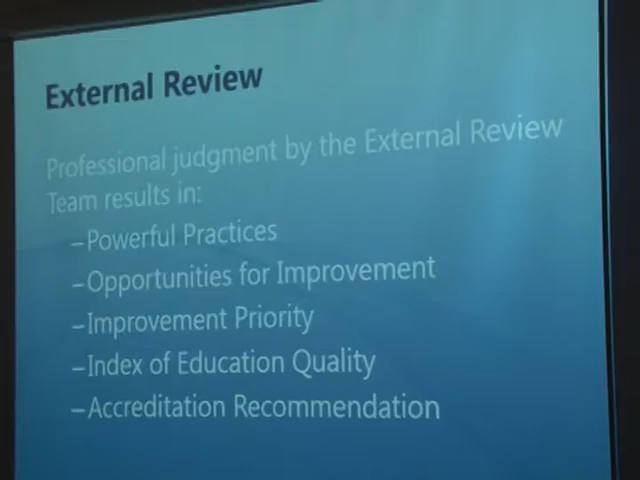 External Review
Professional judgment by the External Review
Team results in:
–Powerful Practices
–Opportunities for Improvement
–Improvement Priority
–Index of Education Quality
–Accreditation Recommendation